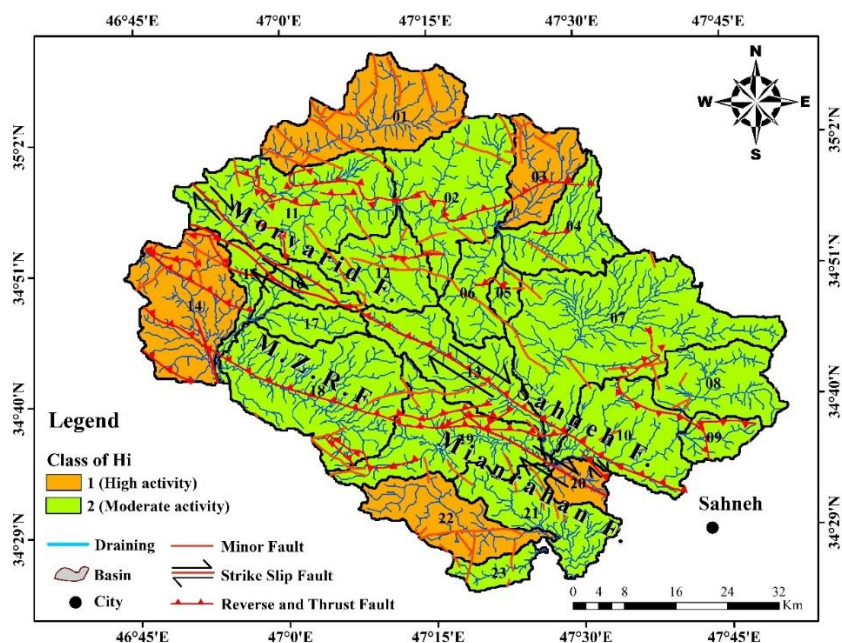 46°45'E 47°0'E 47°15'E 47°30'E 47°45'E
N
W E
S
35°2'N 35°2'N
34°51'N 34°51'N
34°40'N 34°40'N
34°29'N 34°29'N
01
02
03
04
11
12
06
05
07
14
15
16
17
13
18
08
09
10
19
20
21
22
23
Morvarid F.
M.Z.R.F
Sahneh F.
Mianrahan F.
Sahneh
Legend
Class of Hi
1 (High activity)
2 (Moderate activity)
Draining
Minor Fault
Basin
Strike Slip Fault
City
Reverse and Thrust Fault
0 4 8 16 24 32
Km
46°45'E 47°0'E 47°15'E 47°30'E 47°45'E